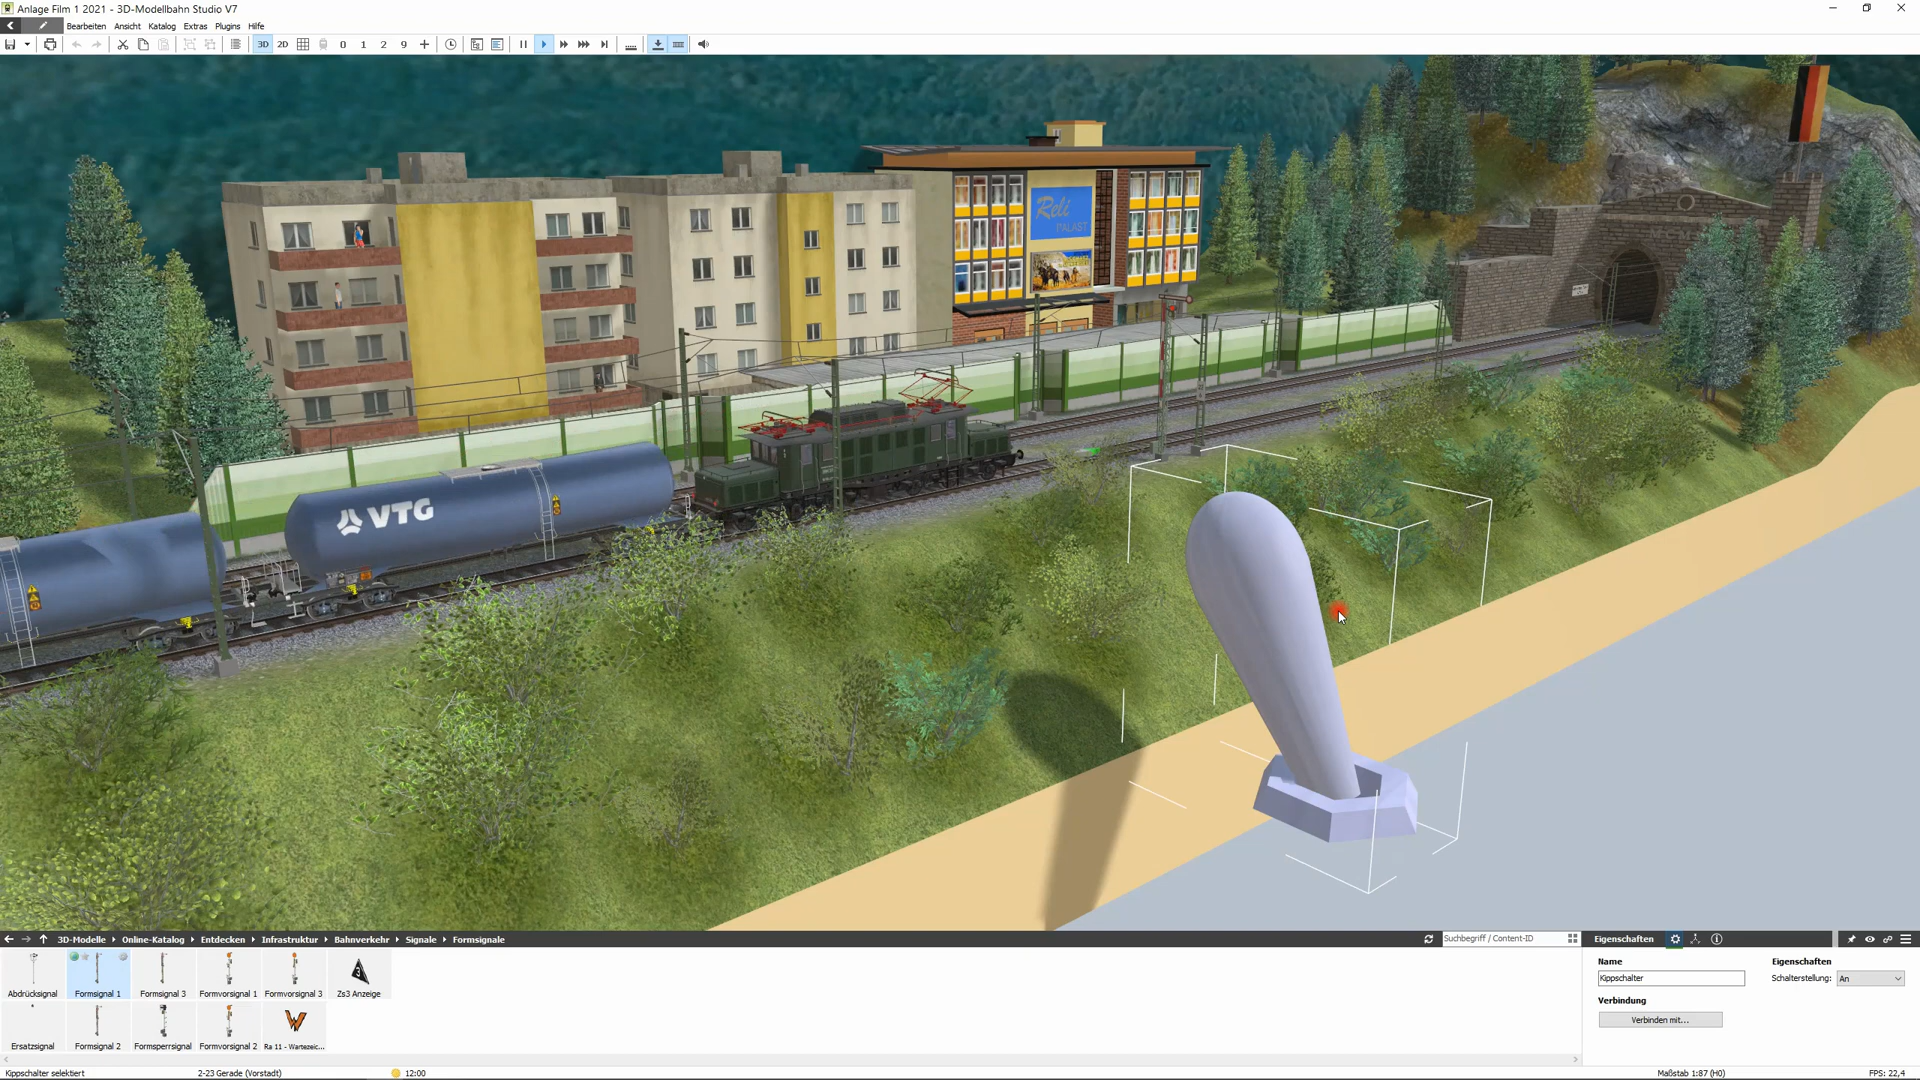 Anlage Film 1 2021 - 3D-Modellbahn Studio V7
Bearbeiten Ansicht Katalog Extras Plugins Hilfe
3D 2D 0 1 2 9
Reli
PALAST
VTG
3D-Modelle Online-Katalog Entdecken Infrastruktur Bahnverkehr Signale Formsignale
Suchbegriff / Content-ID
Eigenschaften
Abdrücksignal Formsignal 1 Formsignal 3 Formvorsignal 1 Formvorsignal 3 Zs3 Anzeige
3
Ersatzsignal Formsignal 2 Formsperrsignal Formvorsignal 2 Ra 11 - Wartezeic...
Name
Kippschalter
Verbindung
Verbinden mit...
Eigenschaften
Schalterstellung: An
Kippschalter selektiert 2-23 Gerade (Vorstadt) 12:00 Maßstab 1:87 (H0) FPS: 22,4